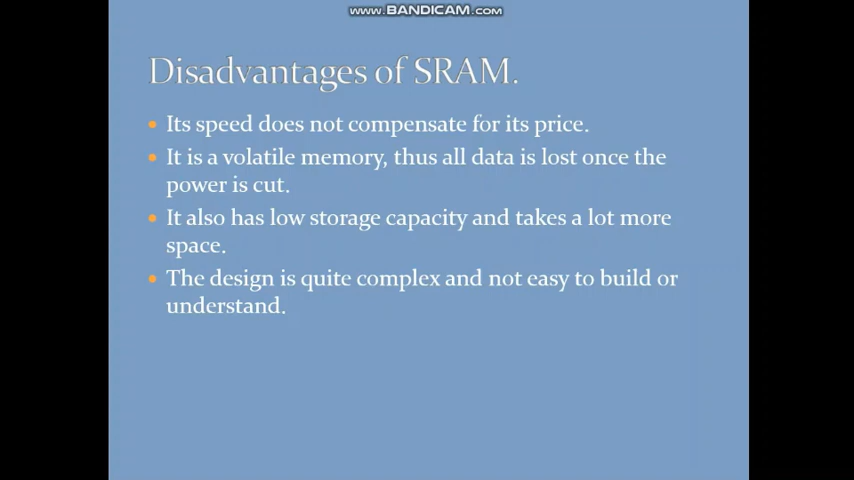 www.BANDICAM.com
Disadvantages of SRAM.
Its speed does not compensate for its price.
It is a volatile memory, thus all data is lost once the
power is cut.
It also has low storage capacity and takes a lot more
space.
The design is quite complex and not easy to build or
understand.